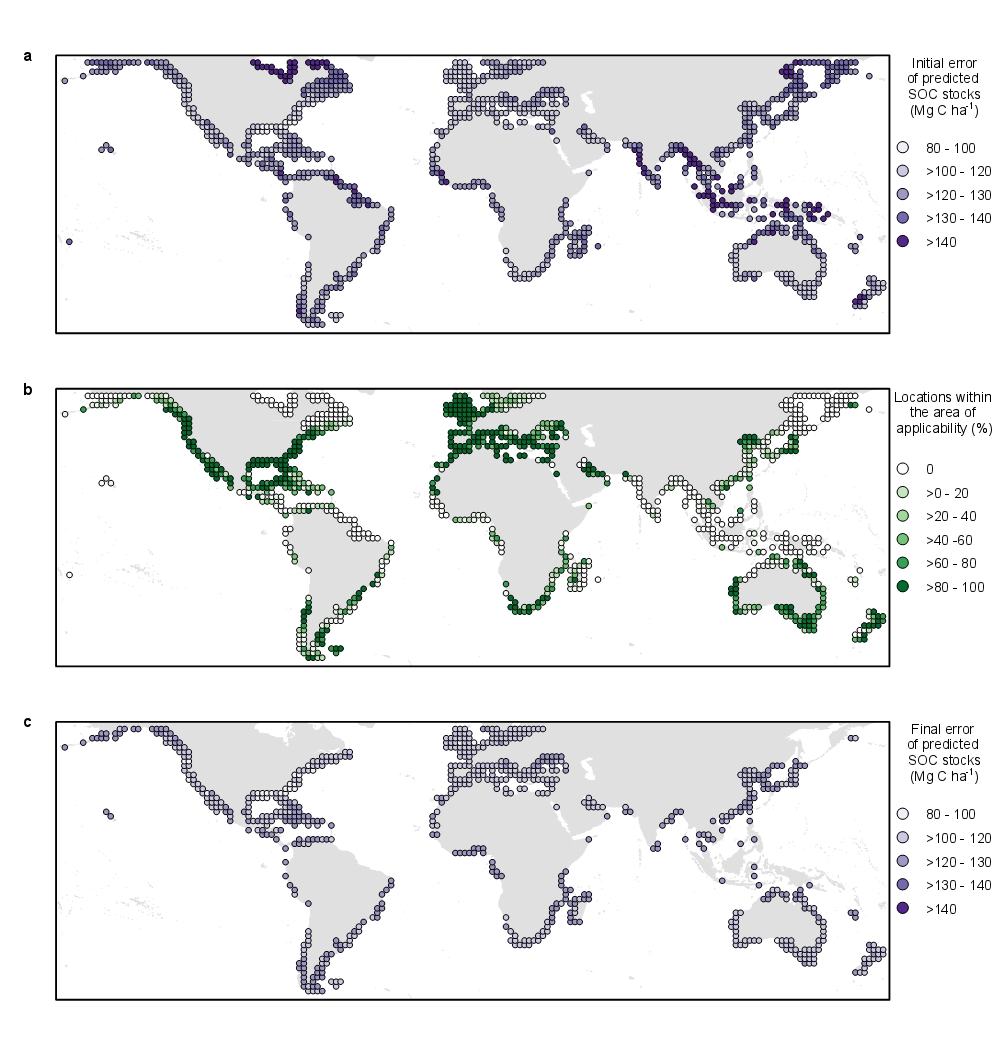 a
Initial error
of predicted
SOC stocks
(Mg C ha⁻¹)
80 - 100
>100 - 120
>120 - 130
>130 - 140
>140
b
Locations within
the area of
applicability (%)
0
>0 - 20
>20 - 40
>40 -60
>60 - 80
>80 - 100
c
Final error
of predicted
SOC stocks
(Mg C ha⁻¹)
80 - 100
>100 - 120
>120 - 130
>130 - 140
>140